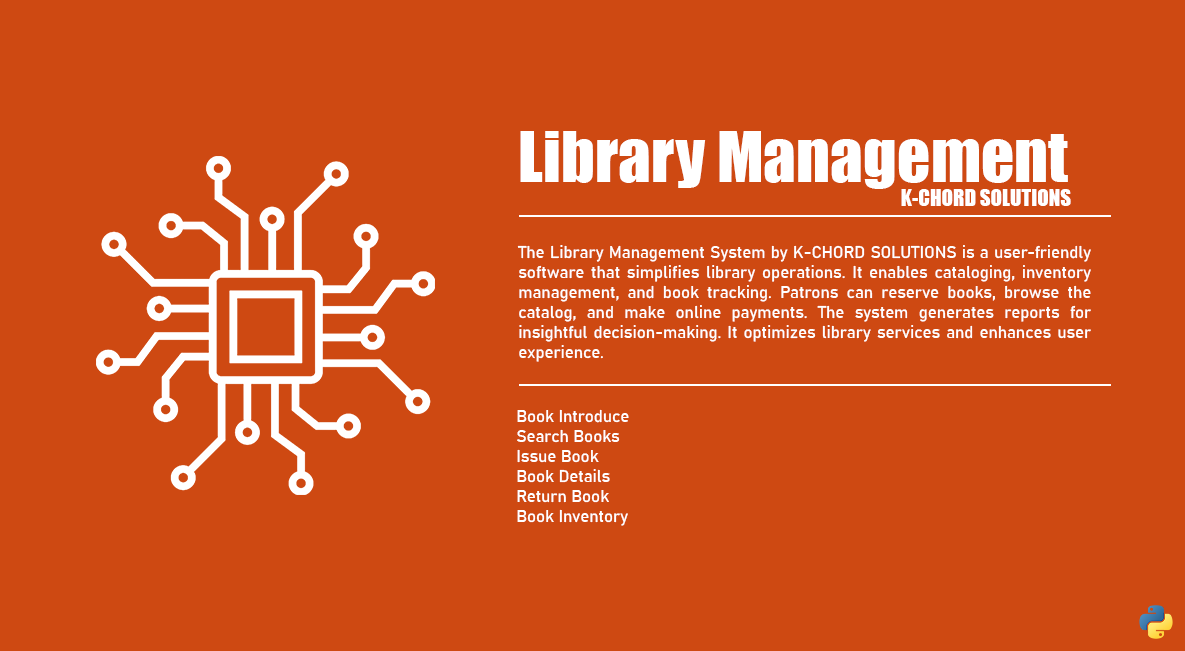 Library Management
K-CHORD SOLUTIONS
The Library Management System by K-CHORD SOLUTIONS is a user-friendly
software that simplifies library operations. It enables cataloging, inventory
management, and book tracking. Patrons can reserve books, browse the
catalog, and make online payments. The system generates reports for
insightful decision-making. It optimizes library services and enhances user
experience.
Book Introduce
Search Books
Issue Book
Book Details
Return Book
Book Inventory